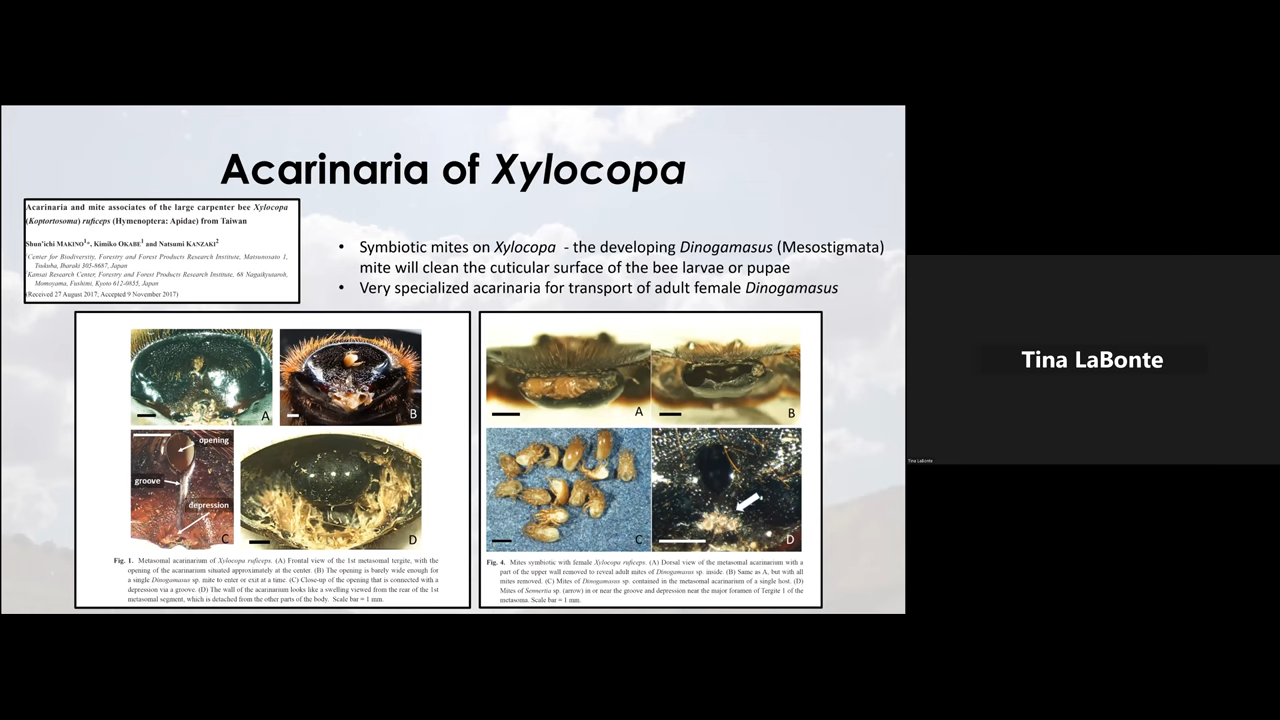 Acarinaria of Xylocopa
Acarinaria and mite associates of the large carpenter bee Xylocopa
(Koptortosoma) ruficeps (Hymenoptera: Apidae) from Taiwan
Shun'ichi MAKINO1*, Kimiko OKABE1 and Natsumi KANZAKI2
1Center for Biodiversity, Forestry and Forest Products Research Institute, Matsunosato 1,
Tsukuba, Ibaraki 305-8687, Japan
2Kansai Research Center, Forestry and Forest Products Research Institute, 68 Nagaikyutaroh,
Momoyama, Fushimi, Kyoto 612-0855, Japan
(Received 27 August 2017; Accepted 9 November 2017)
• Symbiotic mites on Xylocopa - the developing Dinogamasus (Mesostigmata)
mite will clean the cuticular surface of the bee larvae or pupae
• Very specialized acarinaria for transport of adult female Dinogamasus
A
B
opening
groove
depression
C
D
Fig. 1. Metasomal acarinarium of Xylocopa ruficeps. (A) Frontal view of the 1st metasomal tergite, with the
opening of the acarinarium situated approximately at the center. (B) The opening is barely wide enough for
a single Dinogamasus sp. mite to enter or exit at a time. (C) Close-up of the opening that is connected with a
depression via a groove. (D) The wall of the acarinarium looks like a swelling viewed from the rear of the 1st
metasomal segment, which is detached from the other parts of the body. Scale bar = 1 mm.
A
B
C
D
Fig. 4. Mites symbiotic with female Xylocopa ruficeps. (A) Dorsal view of the metasomal acarinarium with a
part of the upper wall removed to reveal adult mites of Dinogamasus sp. inside. (B) Same as A, but with all
mites removed. (C) Mites of Dinogamasus sp. contained in the metasomal acarinarium of a single host. (D)
Mites of Sennertia sp. (arrow) in or near the groove and depression near the major foramen of Tergite 1 of the
metasoma. Scale bar = 1 mm.
Tina LaBonte
Tina LaBonte